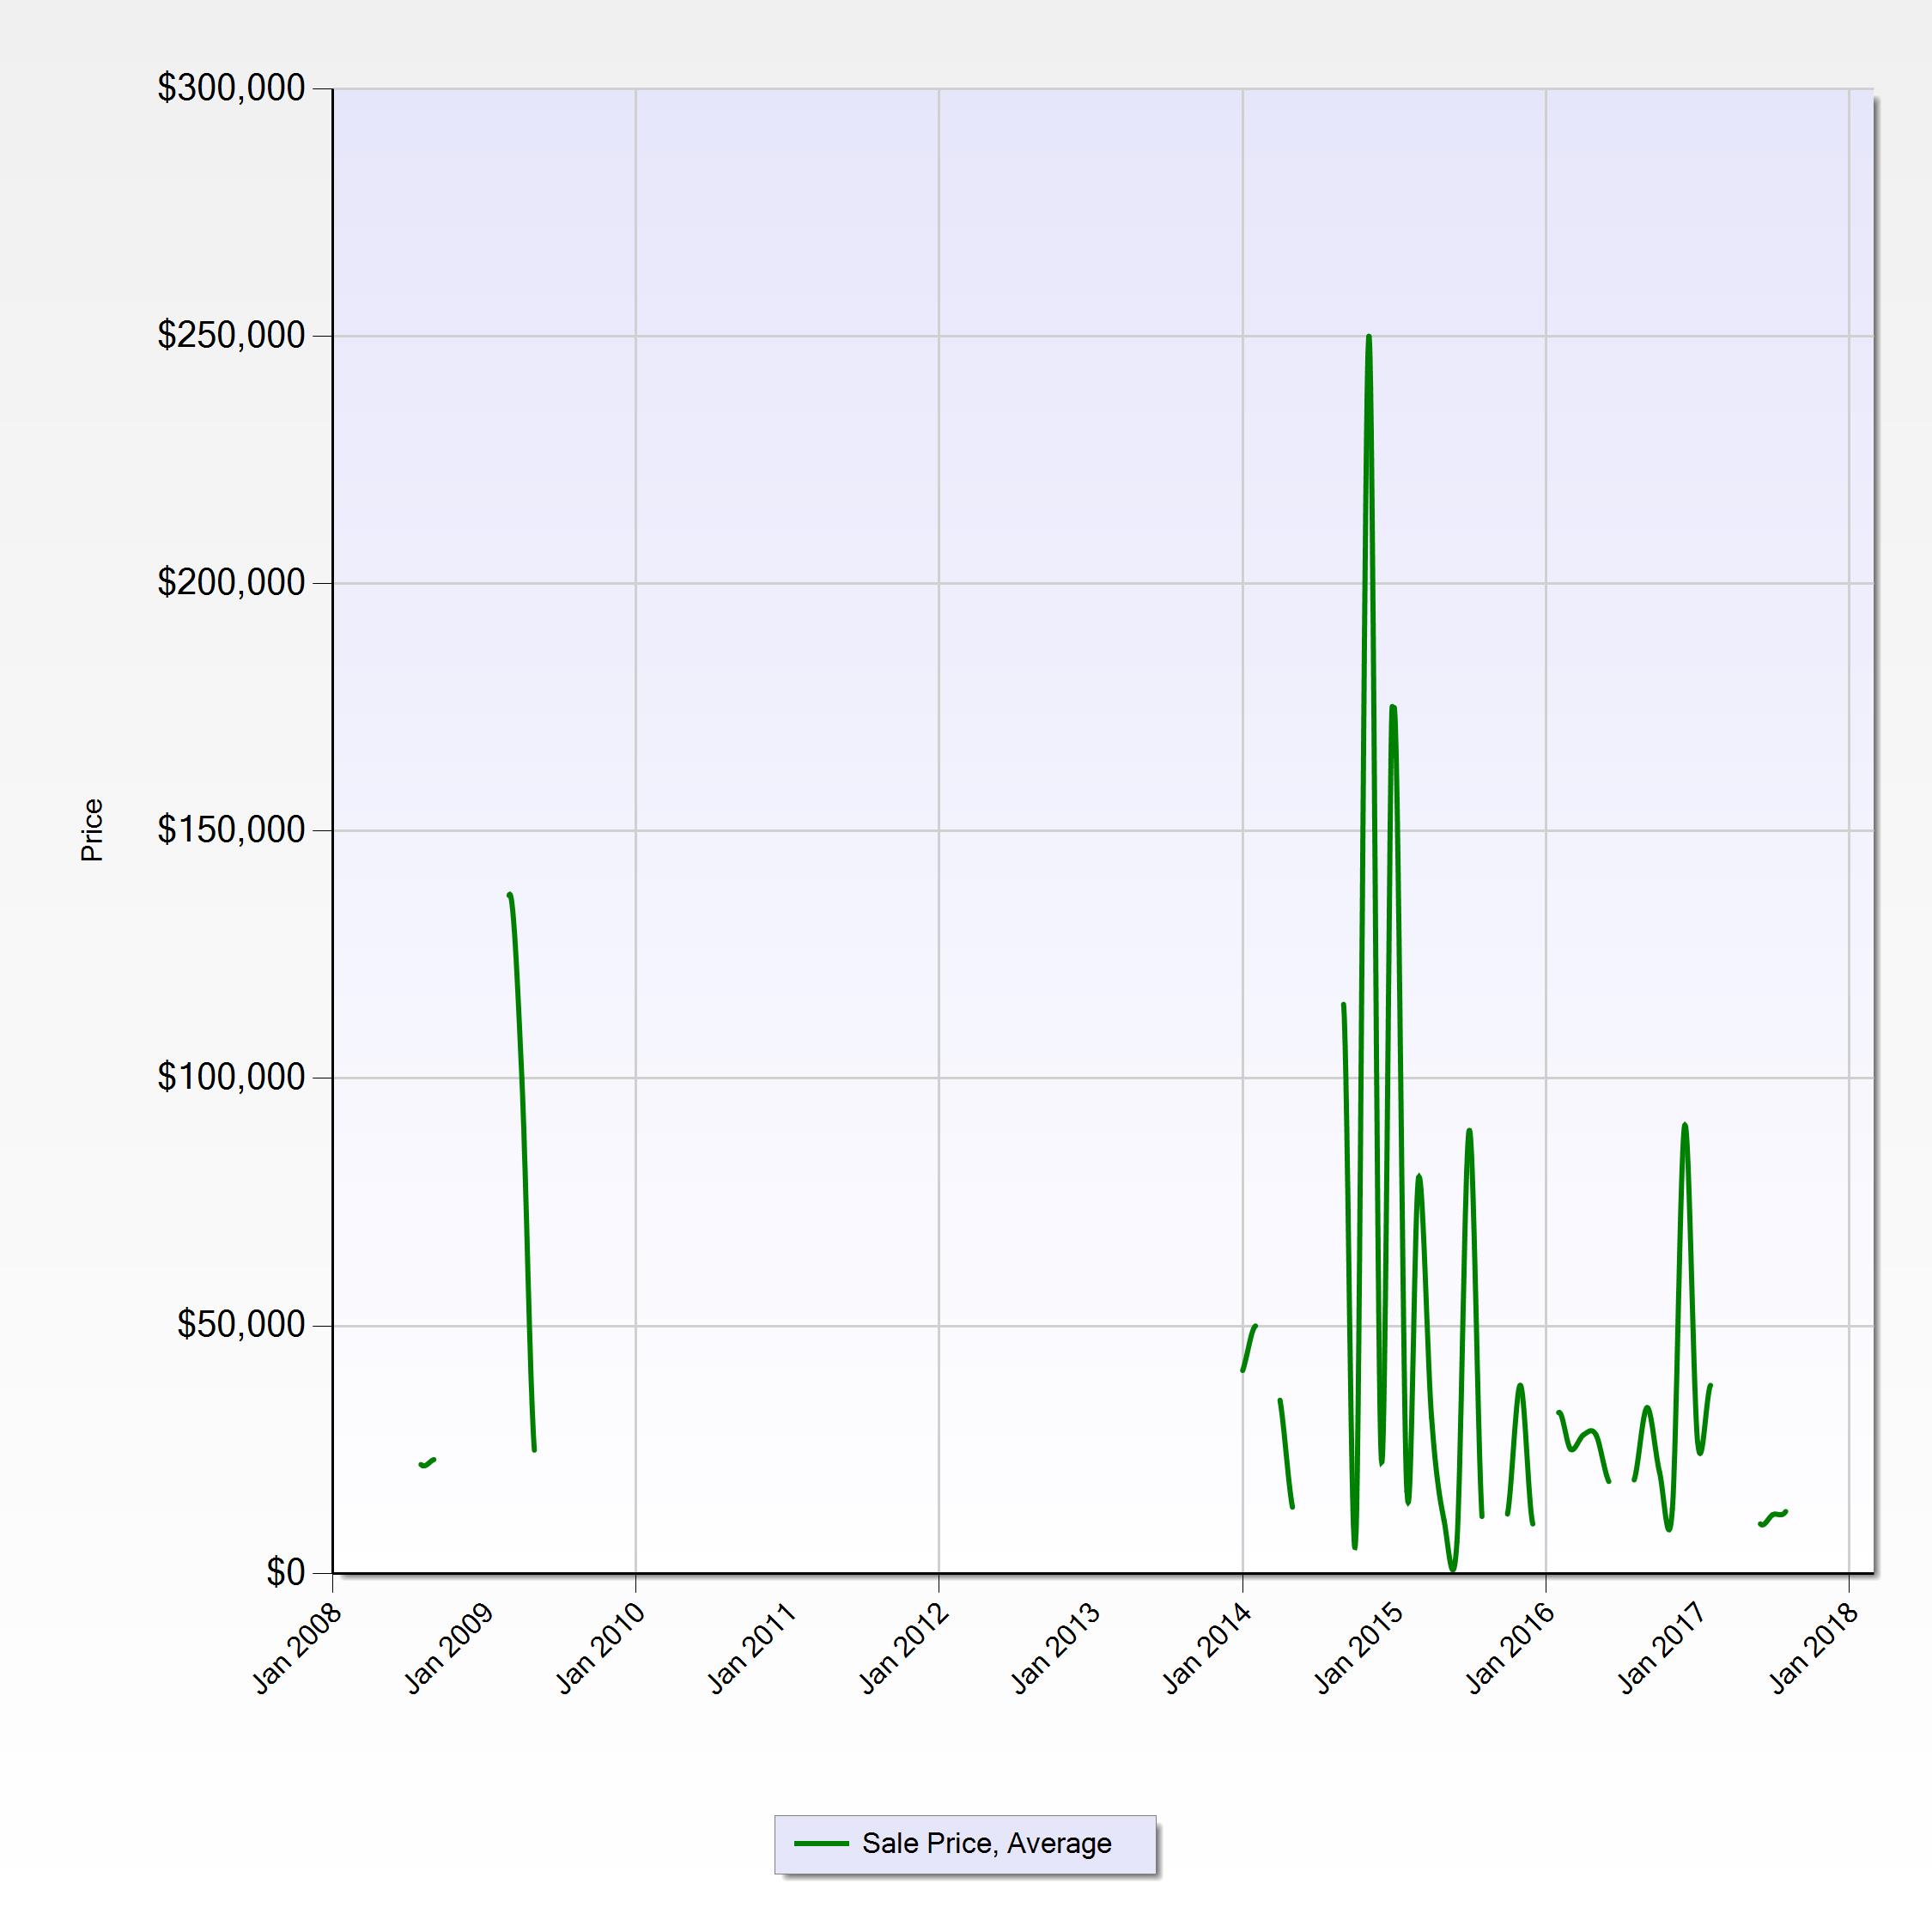 $300,000
$250,000
$200,000
$150,000
$100,000
$50,000
$0
Price
Jan 2008
Jan 2009
Jan 2010
Jan 2011
Jan 2012
Jan 2013
Jan 2014
Jan 2015
Jan 2016
Jan 2017
Jan 2018
Sale Price, Average